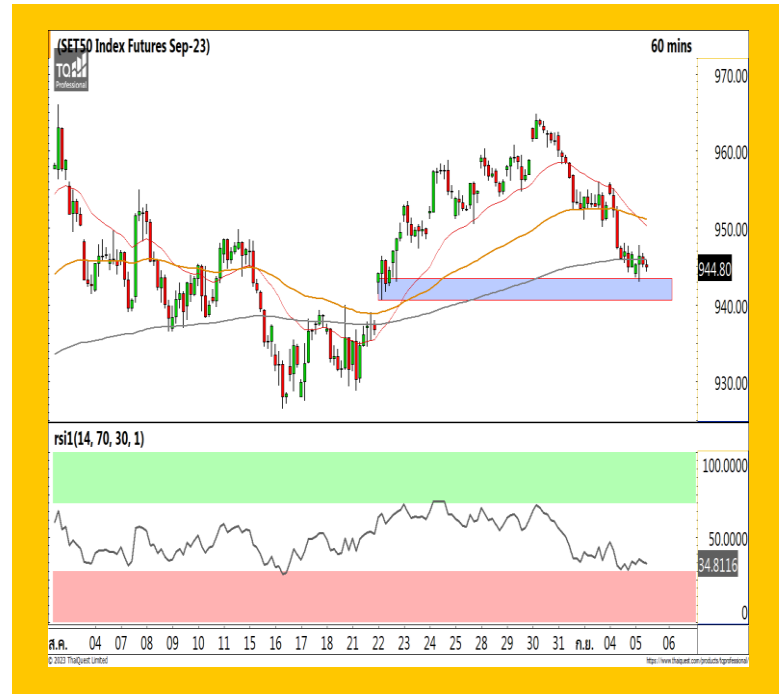 (SET50 Index Futures Sep-23)
60 mins
TQ
Professional
970.00
960.00
950.00
944.80
940.00
930.00
rsi1(14, 70, 30, 1)
100.0000
50.0000
34.8116
0
ส.ค. 04 07 08 09 10 11 15 16 17 18 21 22 23 24 25 28 29 30 31 ก.ย. 04 05 06
© 2023 ThaiQuest Limited
https://www.thaiquest.com/products/tqprofessional/